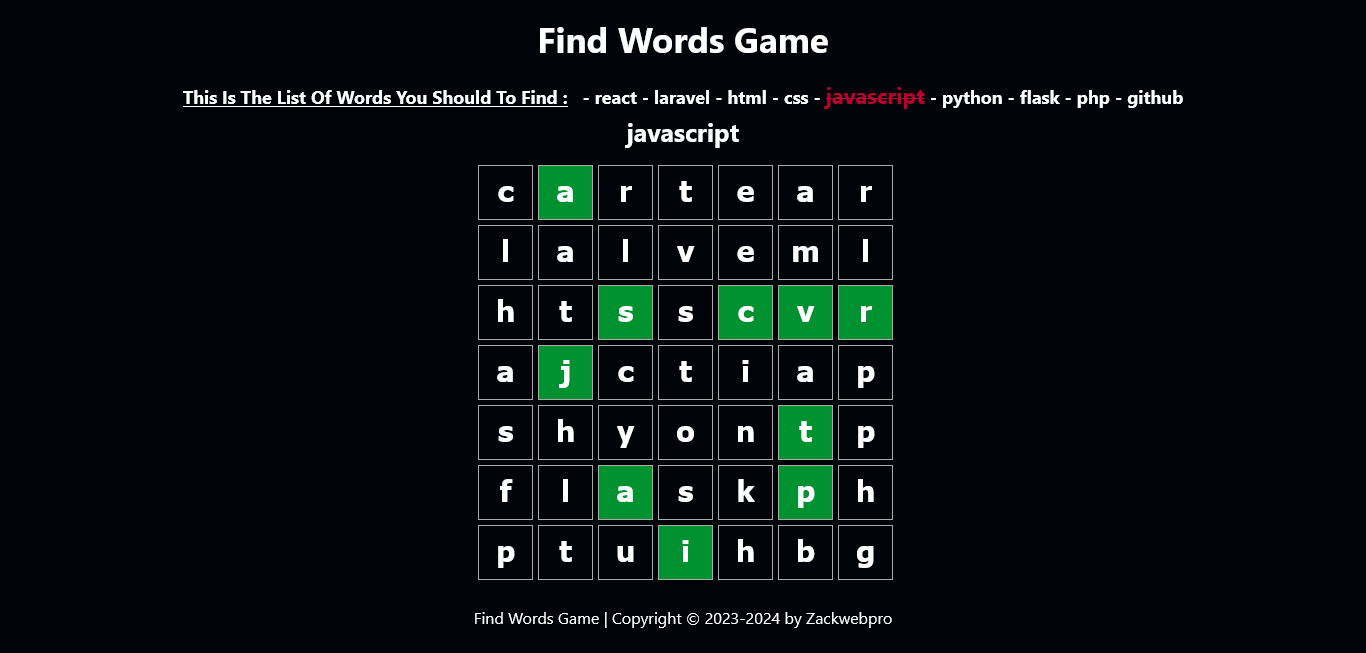 Find Words Game
This Is The List Of Words You Should To Find : - react - laravel - html - css - javascript - python - flask - php - github
javascript
c a r t e a r
l a l v e m l
h t s s c v r
a j c t i a p
s h y o n t p
f l a s k p h
p t u i h b g
Find Words Game | Copyright © 2023-2024 by Zackwebpro